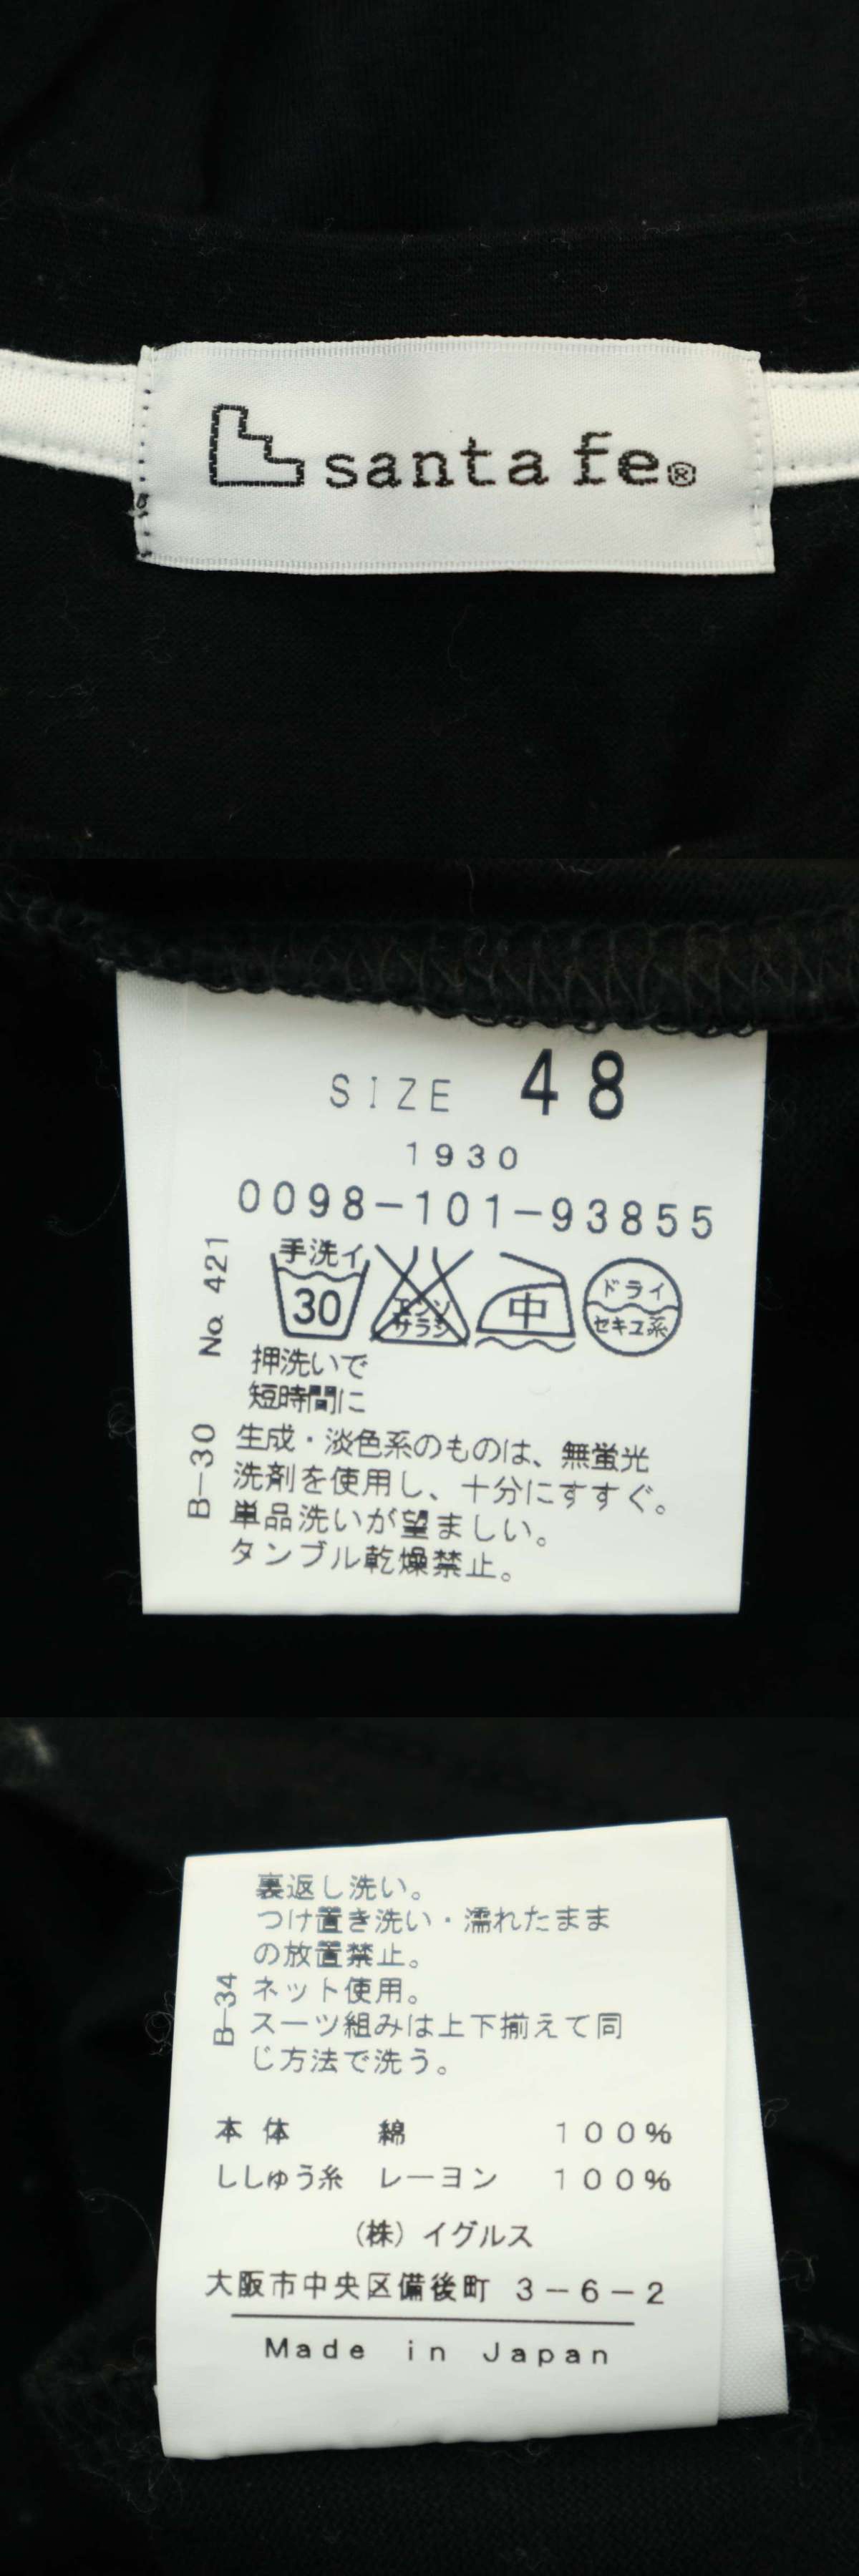 santa fe®
SIZE 48
1930
0098-101-93855
No. 421
手洗イ
30
エンソ
サラシ
中
ドライ
セキユ系
押洗いで
短時間に
B-30
生成・淡色系のものは、無蛍光
洗剤を使用し、十分にすすぐ。
単品洗いが望ましい。
タンブル乾燥禁止。
裏返し洗い。
つけ置き洗い・濡れたまま
の放置禁止。
B-34
ネット使用。
スーツ組みは上下揃えて同
じ方法で洗う。
本体 綿 100%
ししゅう糸 レーヨン 100%
(株)イグルス
大阪市中央区備後町 3-6-2
Made in Japan